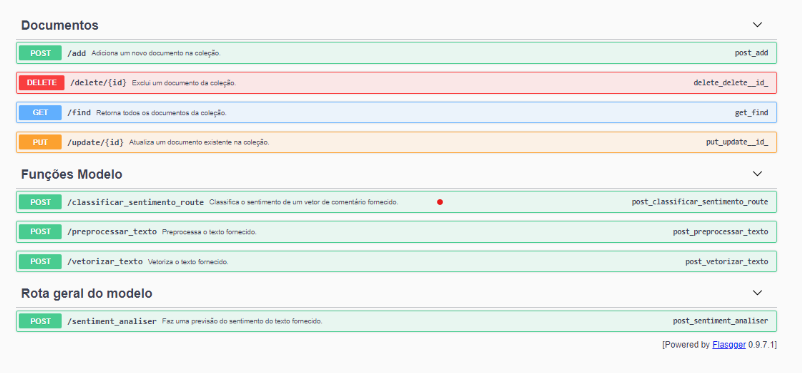 Documentos
POST /add Adiciona um novo documento na coleção. post_add
DELETE /delete/{id} Exclui um documento da coleção. delete_delete__id_
GET /find Retorna todos os documentos da coleção. get_find
PUT /update/{id} Atualiza um documento existente na coleção. put_update__id_
Funções Modelo
POST /classificar_sentimento_route Classifica o sentimento de um vetor de comentário fornecido. post_classificar_sentimento_route
POST /preprocessar_texto Preprocessa o texto fornecido. post_preprocessar_texto
POST /vetorizar_texto Vetoriza o texto fornecido. post_vetorizar_texto
Rota geral do modelo
POST /sentiment_analiser Faz uma previsão do sentimento do texto fornecido. post_sentiment_analiser
[Powered by Flasgger 0.9.7.1]